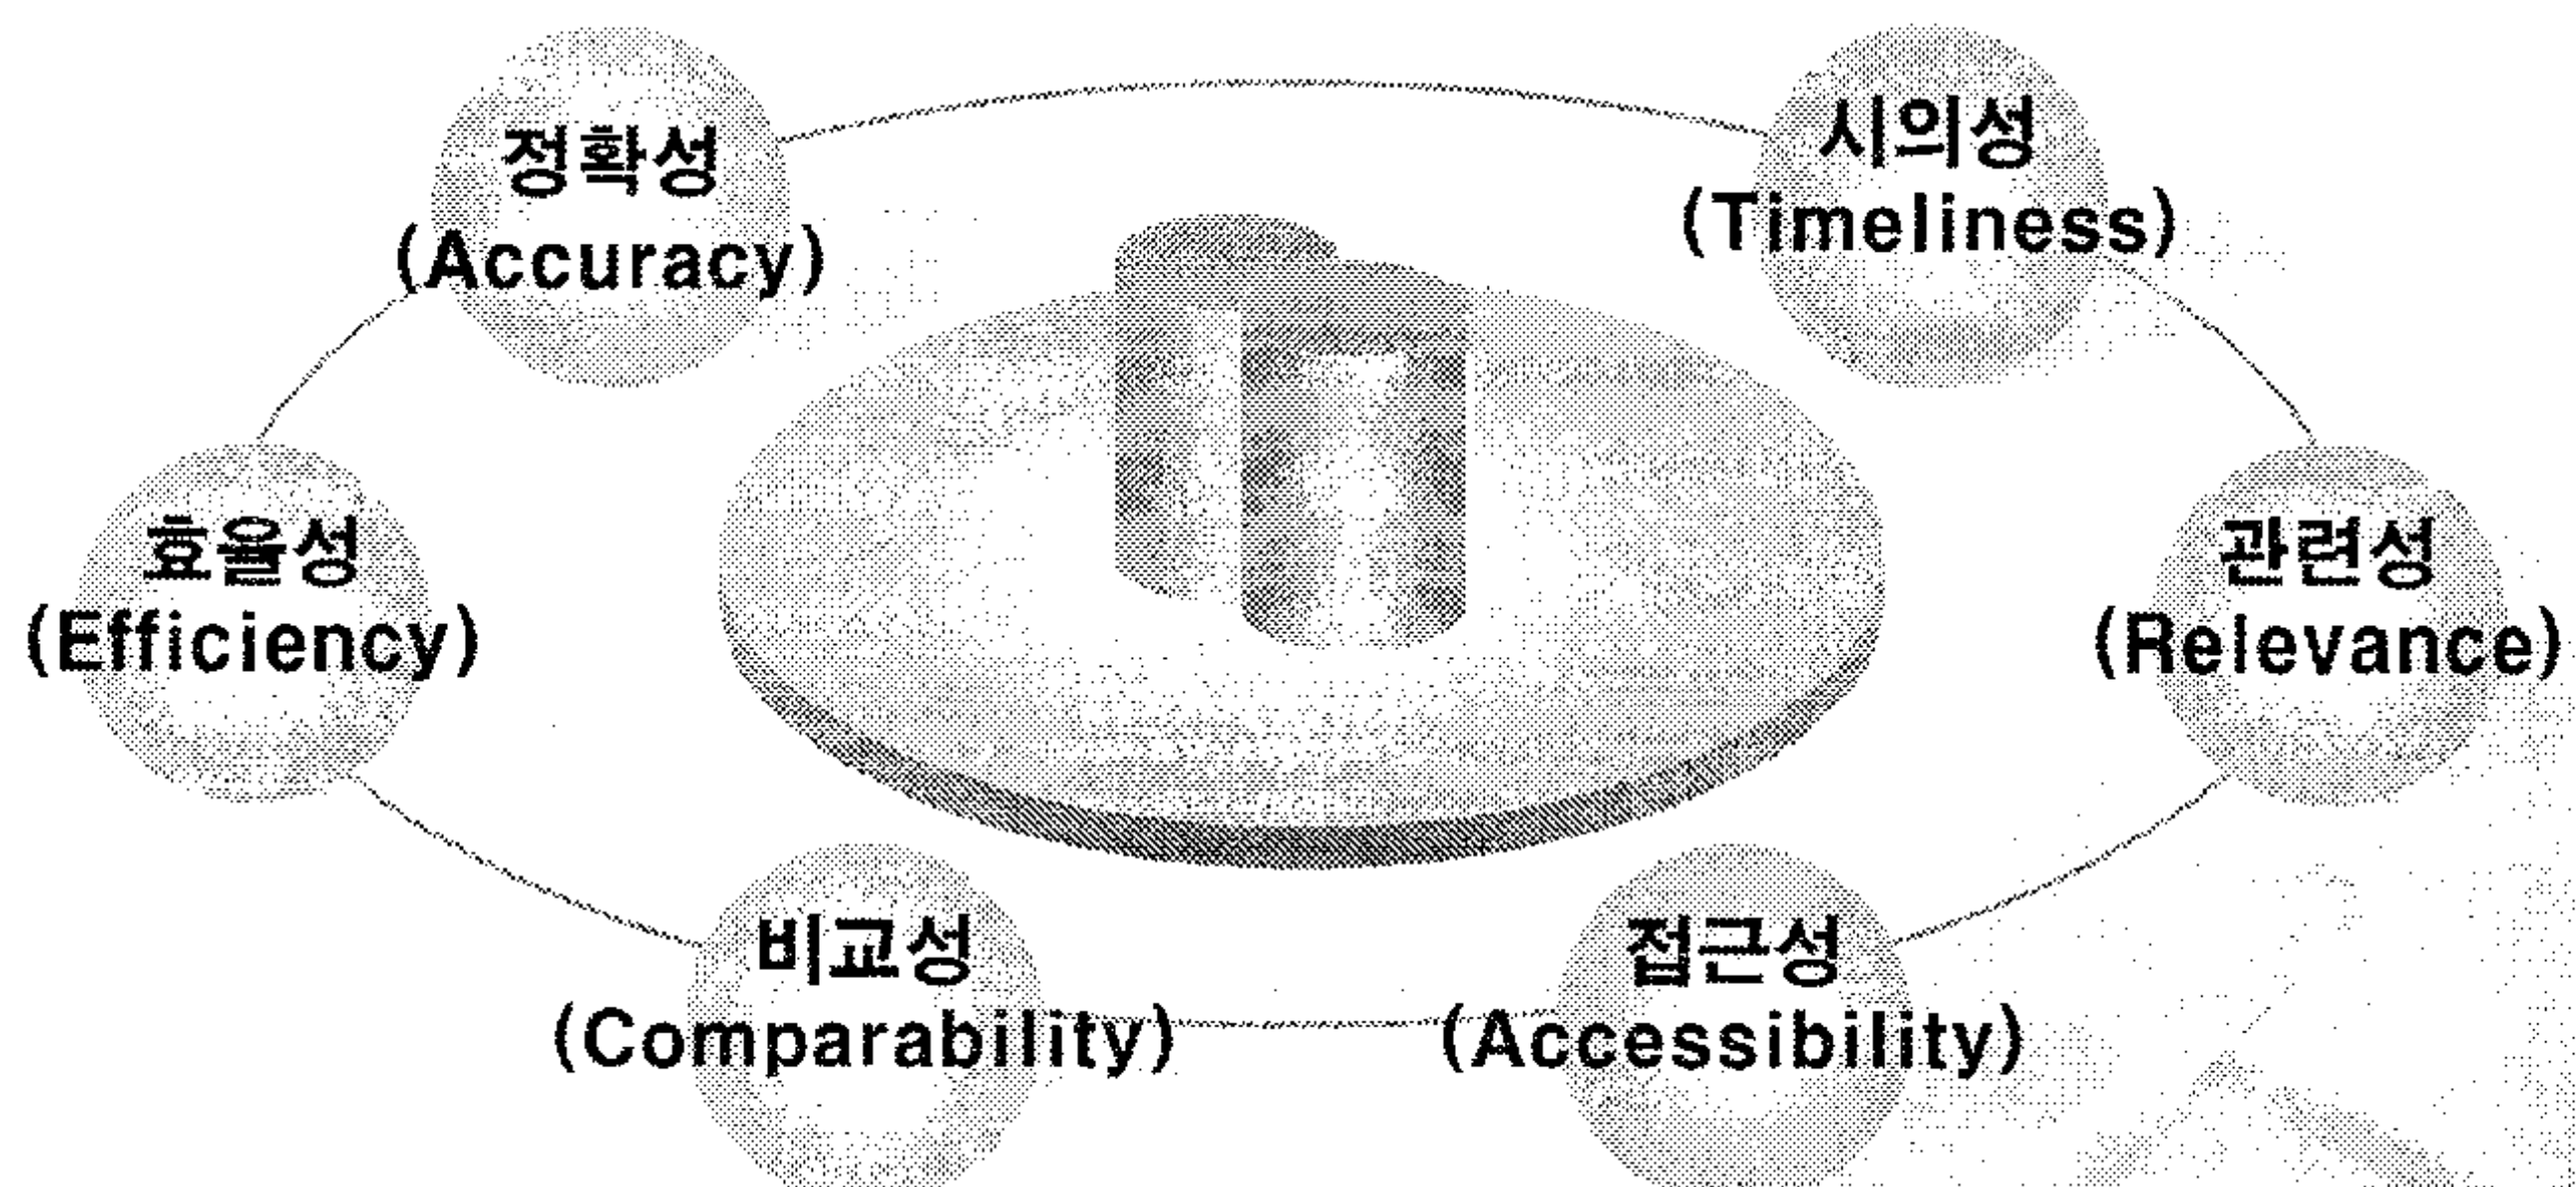 정확성
(Accuracy)
시의성
(Timeliness)
효율성
(Efficiency)
관련성
(Relevance)
비교성
(Comparability)
접근성
(Accessibility)